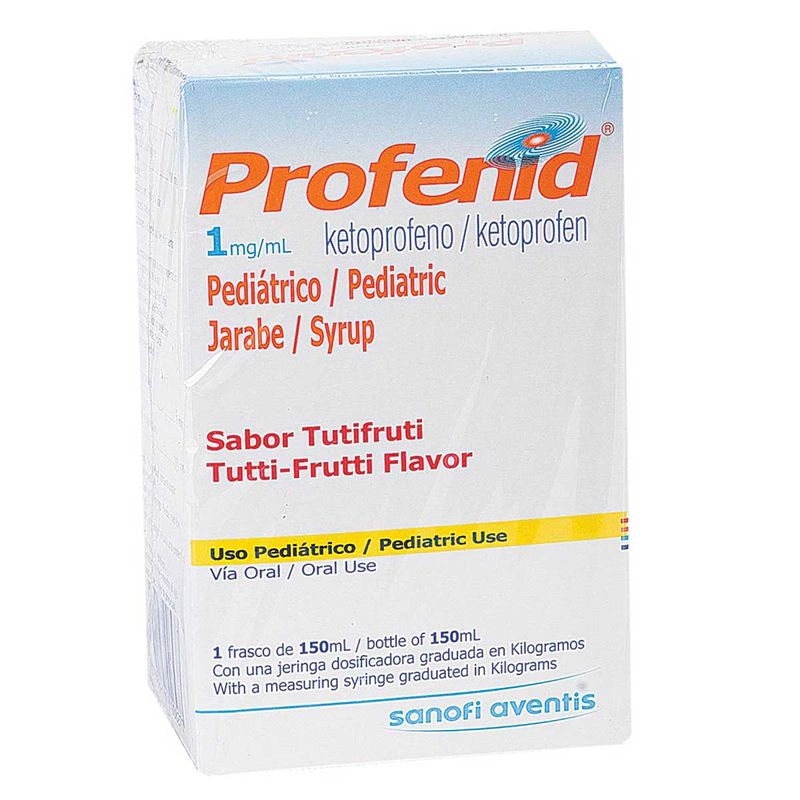 Profenid®
1mg/mL ketoprofeno / ketoprofen
Pediátrico / Pediatric
Jarabe / Syrup
Sabor Tutifruti
Tutti-Frutti Flavor
Uso Pediátrico / Pediatric Use
Vía Oral / Oral Use
1 frasco de 150mL / bottle of 150mL
Con una jeringa dosificadora graduada en Kilogramos
With a measuring syringe graduated in Kilograms
sanofi aventis